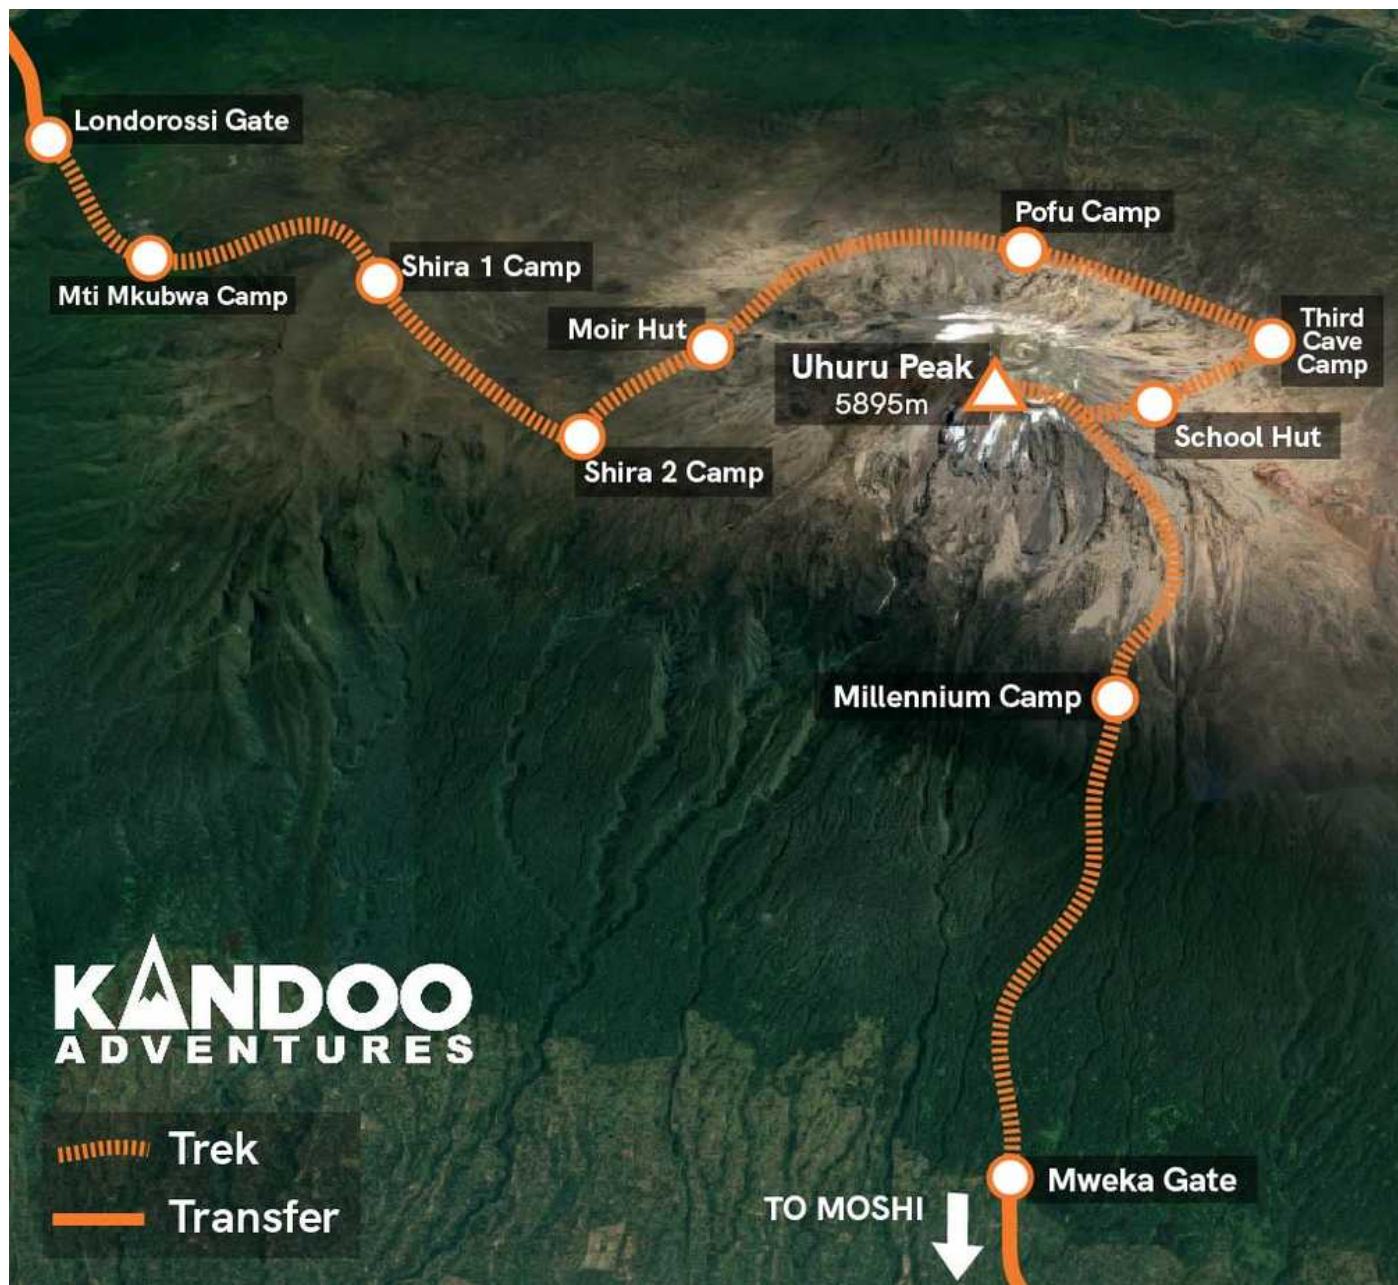 Londorossi Gate
Mti Mkubwa Camp
Shira 1 Camp
Shira 2 Camp
Moir Hut
Pofu Camp
Third
Cave
Camp
School Hut
Uhuru Peak
5895m
Millennium Camp
Mweka Gate
TO MOSHI
KANDOO
ADVENTURES
Trek
Transfer